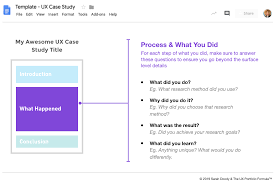 Template - UX Case Study
File Edit View Insert Format Tools Add-ons Help
SHARE
My Awesome UX Case
Study Title
Introduction
What Happened
Conclusion
Process & What You Did
For each step of what you did, make sure to answer
these questions to ensure you go beyond the surface
level details
What did you do?
Eg. What research method did you use?
Why did you do it?
Eg. Why did you choose that research
method?
What was the result?
Eg. Did you achieve your research goals?
What did you learn?
Eg. Anything unique? What would you do
differently?
© 2019 Sarah Doody & The UX Portfolio Formula™